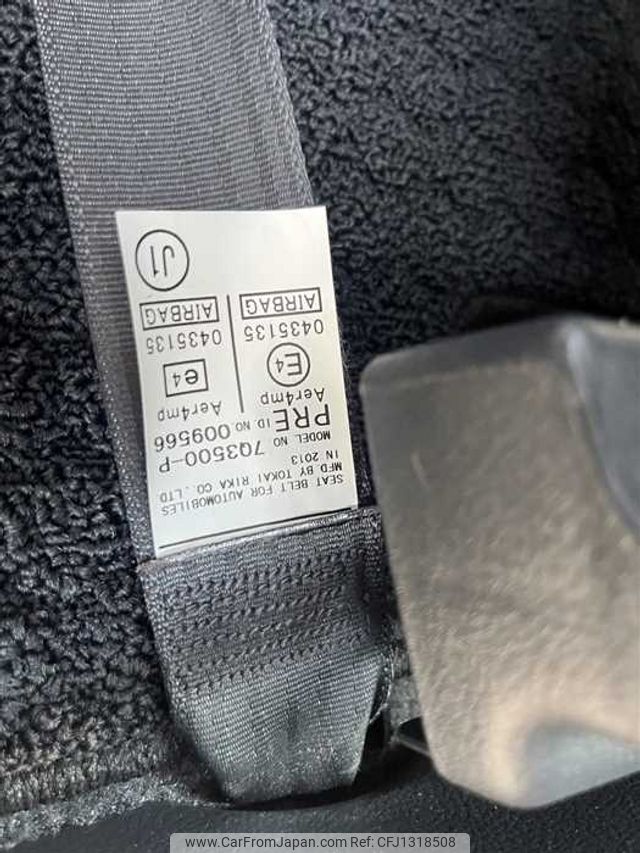 SEAT BELT FOR AUTOMOBILES
MFD BY TOKAI RIKA CO.,LTD
IN 2013
MODEL NO 7Q3500-P
PRE ID.NO.009566
Aer4mp
E4
0435135
AIRBAG
Aer4mp
e4
0435135
AIRBAG
J1
www.CarFromJapan.com Ref: CFJ1318508